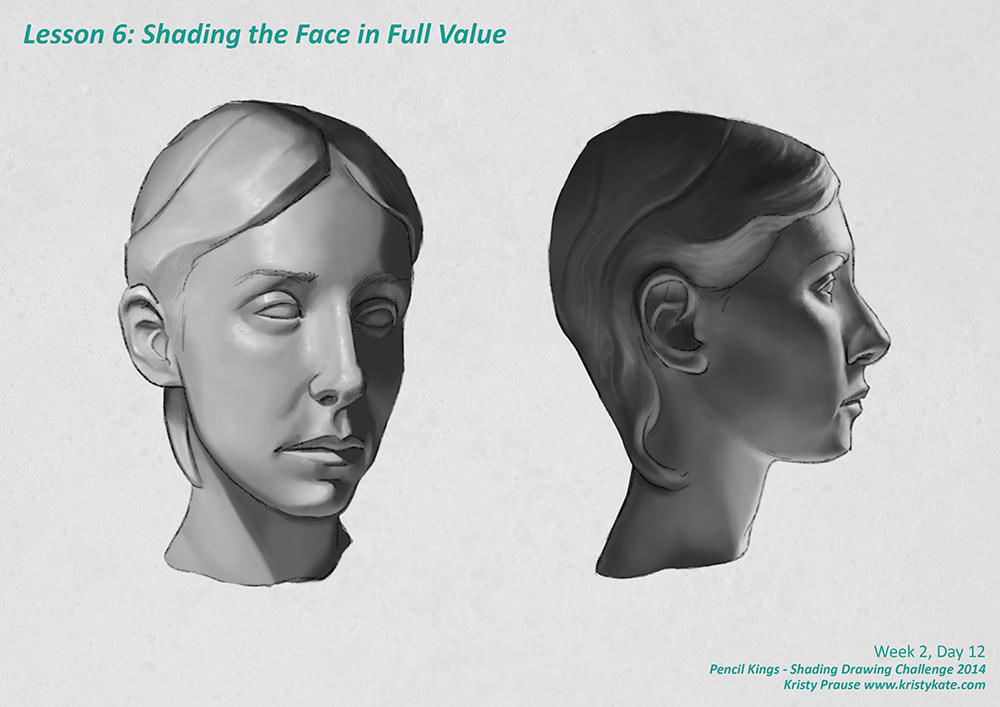 Lesson 6: Shading the Face in Full Value
Week 2, Day 12
Pencil Kings - Shading Drawing Challenge 2014
Kristy Prause www.kristykate.com